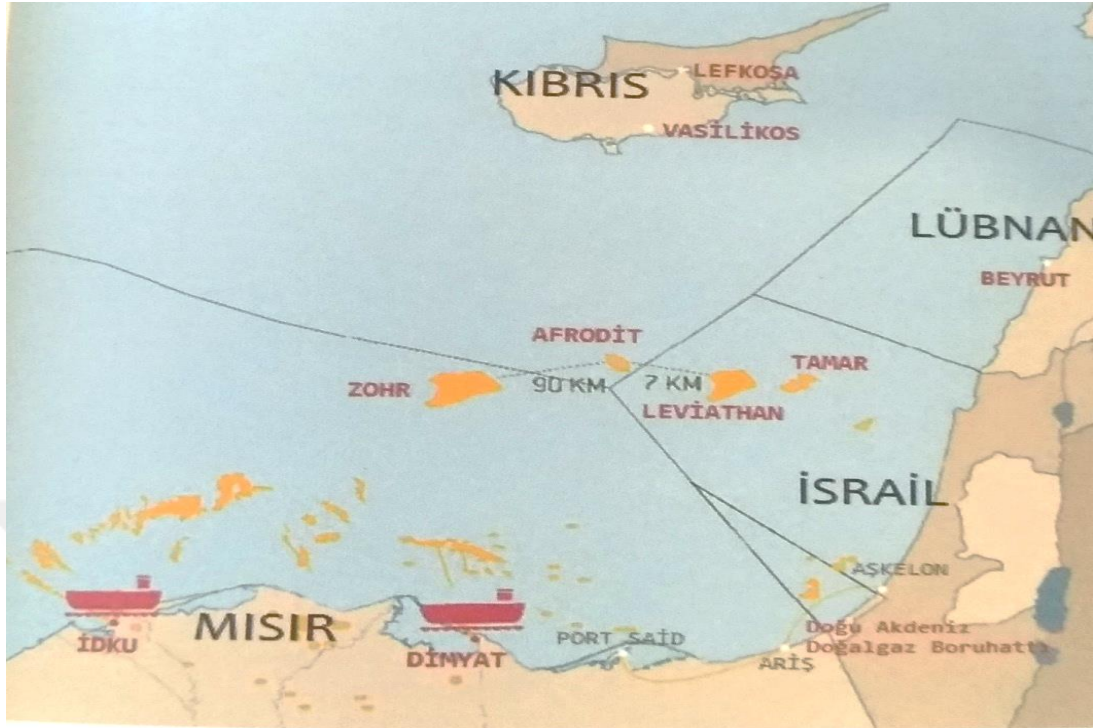 LEFKOŞA
KIBRIS
VASİLİKOS
LÜBNAN
BEYRUT
AFRODİT
TAMAR
ZOHR
90 KM
7 KM
LEVİATHAN
İSRAİL
AŞKELON
MISIR
İDKU
DİMYAT
PORT SAİD
ARİŞ
Doğu Akdeniz
Doğalgaz Boruhattı